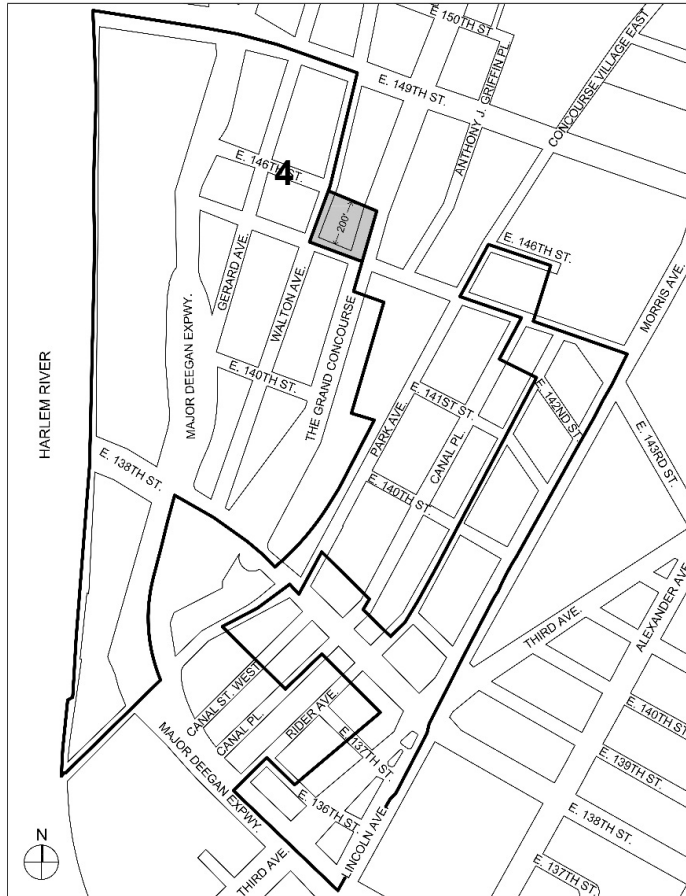 E. 150TH ST
E. 149TH ST.
ANTHONY J. GRIFFIN PL.
CONCOURSE VILLAGE EAST
E. 146TH ST.
4
200'
E. 146TH ST.
GERARD AVE.
WALTON AVE.
MORRIS AVE.
MAJOR DEEGAN EXPWY.
THE GRAND CONCOURSE
HARLEM RIVER
E. 140TH ST.
PARK AVE.
E. 141ST ST.
E. 142ND ST.
CANAL PL.
E. 143RD ST.
E. 138TH ST.
E. 140TH ST.
THIRD AVE.
ALEXANDER AVE.
CANAL ST. WEST
CANAL PL.
RIDER AVE.
E. 140TH ST.
E. 137TH ST.
E. 139TH ST.
MAJOR DEEGAN EXPWY.
E. 136TH ST.
E. 138TH ST.
LINCOLN AVE.
N
THIRD AVE.
E. 137TH ST.